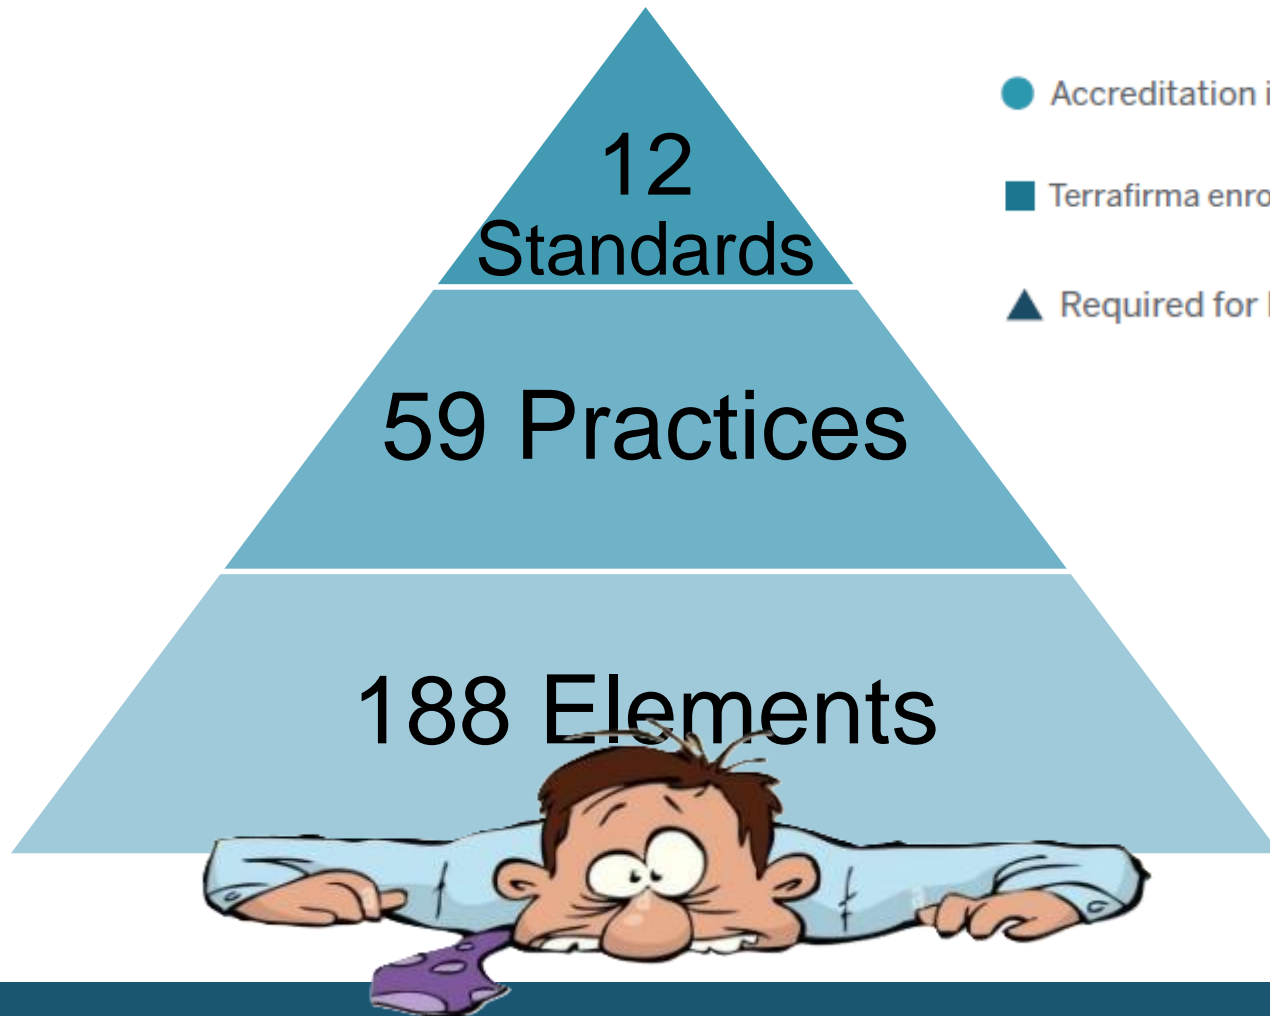 12
Standards
59 Practices
188 Elements
Accreditation
Terrafirma
Required for